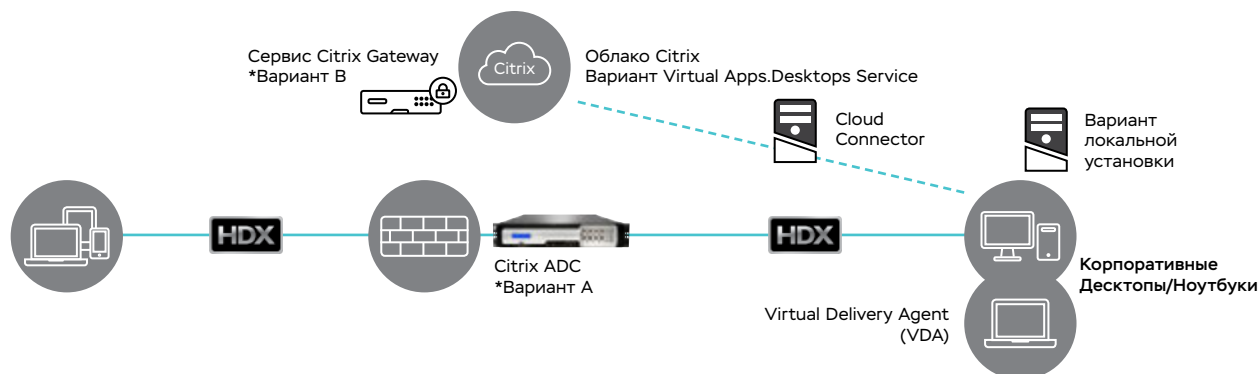 Сервис Citrix Gateway
*Вариант B
Citrix
Облако Citrix
Вариант Virtual Apps.Desktops Service
Cloud
Connector
Вариант
локальной
установки
HDX
Citrix ADC
*Вариант A
HDX
Корпоративные
Десктопы/Ноутбуки
Virtual Delivery Agent
(VDA)